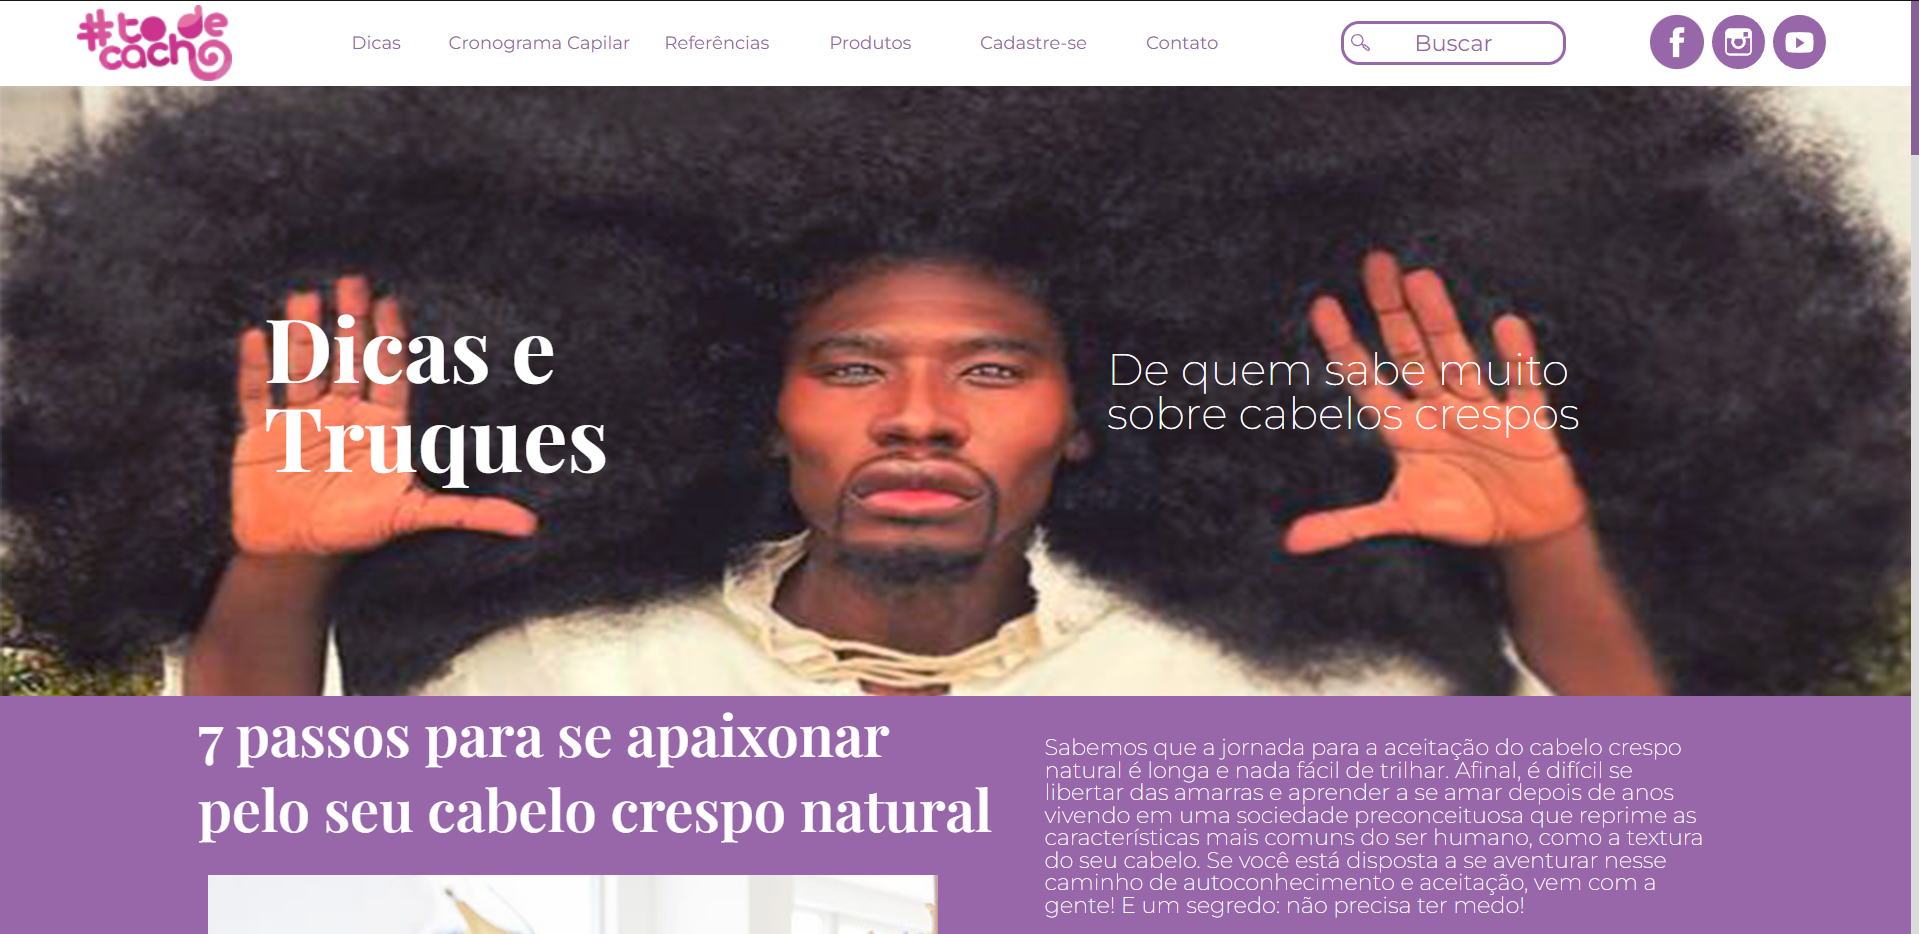 #to de
cacho
Dicas
Cronograma Capilar
Referências
Produtos
Cadastre-se
Contato
Buscar
Dicas e
Truques
De quem sabe muito
sobre cabelos crespos
7 passos para se apaixonar
pelo seu cabelo crespo natural
Sabemos que a jornada para a aceitação do cabelo crespo
natural é longa e nada fácil de trilhar. Afinal, é difícil se
libertar das amarras e aprender a se amar depois de anos
vivendo em uma sociedade preconceituosa que reprime as
características mais comuns do ser humano, como a textura
do seu cabelo. Se você está disposta a se aventurar nesse
caminho de autoconhecimento e aceitação, vem com a
gente! E um segredo: não precisa ter medo!